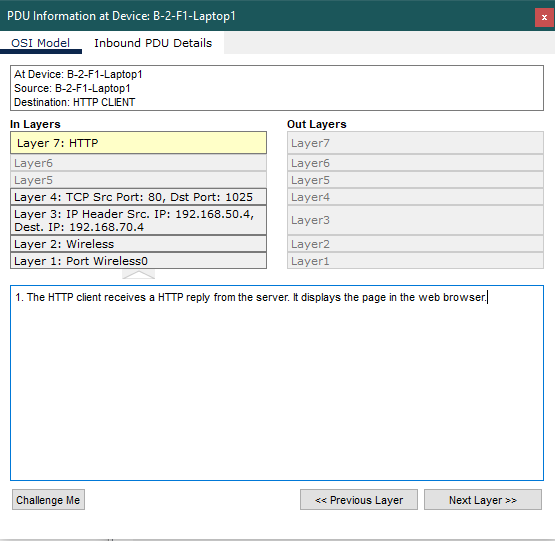 PDU Information at Device: B-2-F1-Laptop1
x
OSI Model Inbound PDU Details
At Device: B-2-F1-Laptop1
Source: B-2-F1-Laptop1
Destination: HTTP CLIENT
In Layers
Layer 7: HTTP
Layer6
Layer5
Layer 4: TCP Src Port: 80, Dst Port: 1025
Layer 3: IP Header Src. IP: 192.168.50.4,
Dest. IP: 192.168.70.4
Layer 2: Wireless
Layer 1: Port Wireless0
Out Layers
Layer7
Layer6
Layer5
Layer4
Layer3
Layer2
Layer1
1. The HTTP client receives a HTTP reply from the server. It displays the page in the web browser.
Challenge Me << Previous Layer Next Layer >>